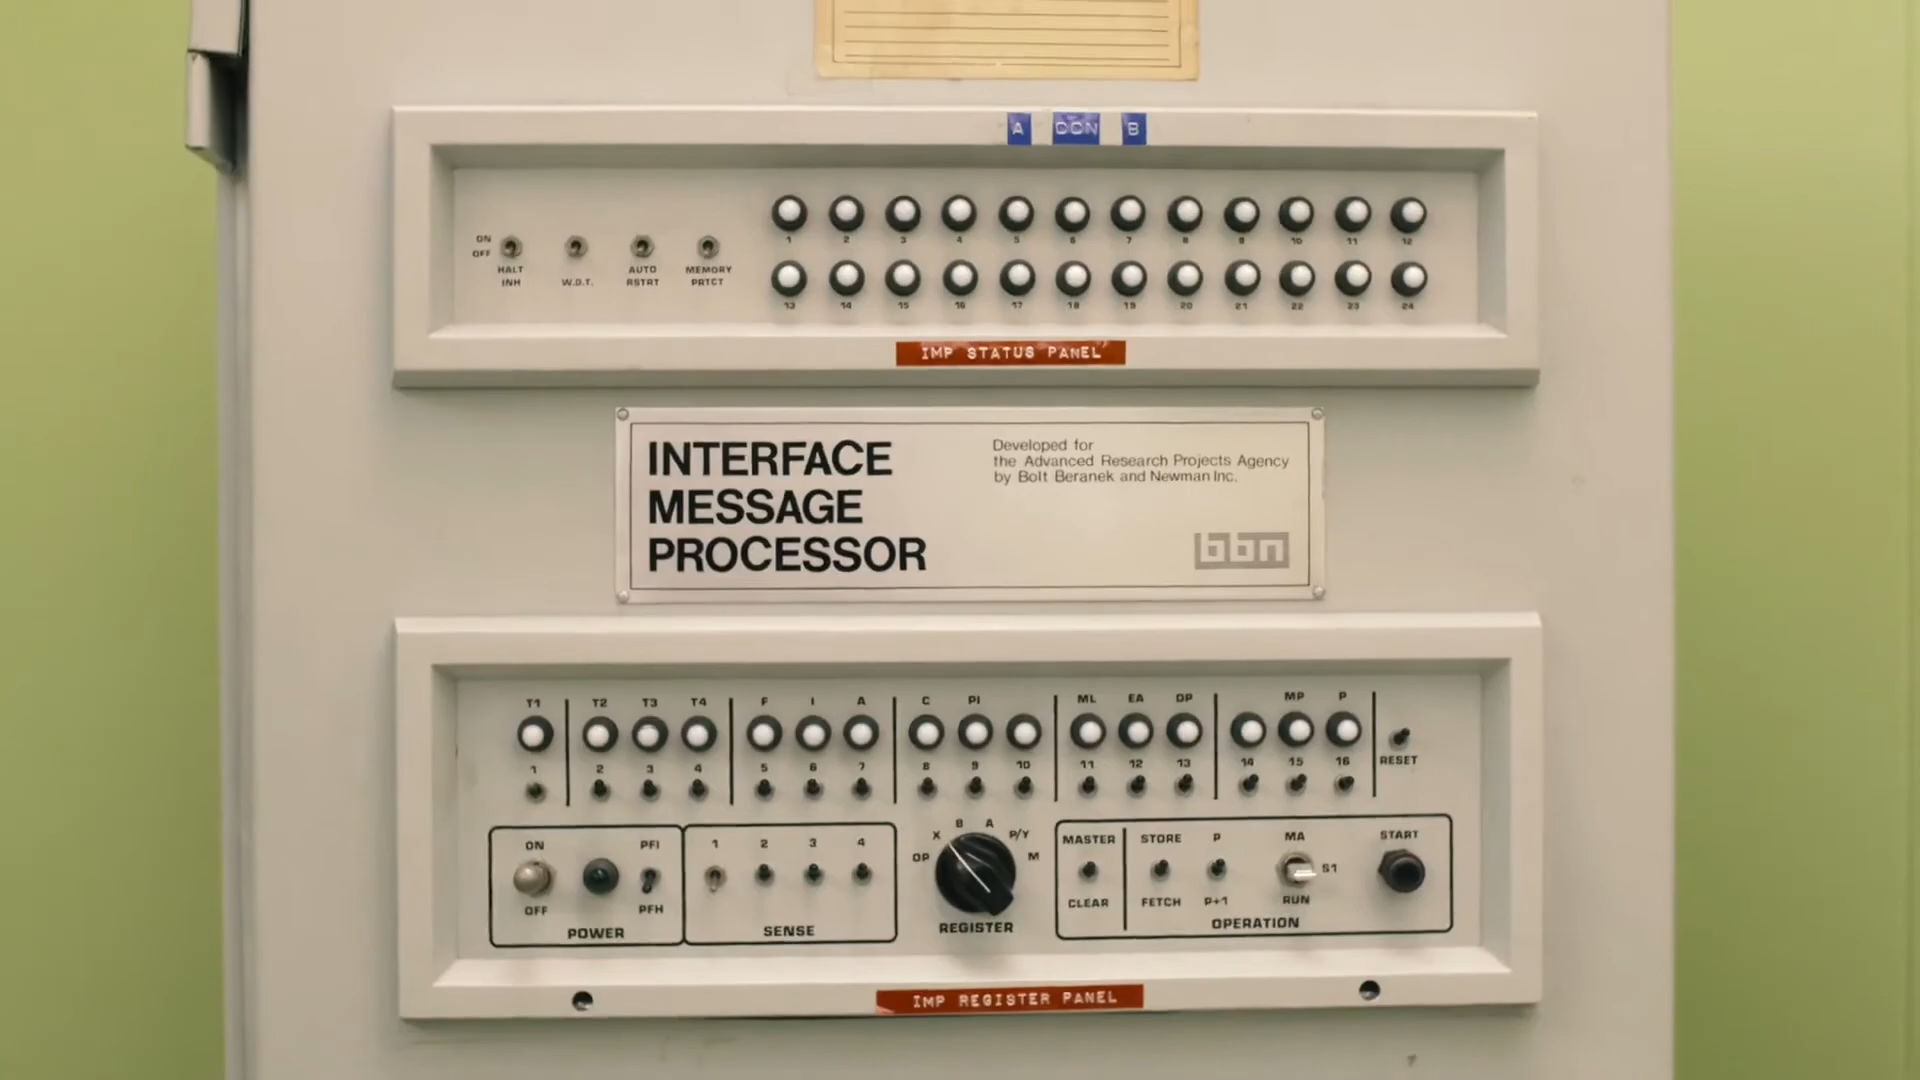 A CCN B
ON
OFF
HALT INH
W.D.T.
AUTO RSTRT
MEMORY PRTCT
1 2 3 4 5 6 7 8 9 10 11 12
13 14 15 16 17 18 19 20 21 22 23 24
IMP STATUS PANEL
INTERFACE
MESSAGE
PROCESSOR
Developed for
the Advanced Research Projects Agency
by Bolt Beranek and Newman Inc.
bbn
T1 T2 T3 T4 F I A C PI ML EA DP MP P
1 2 3 4 5 6 7 8 9 10 11 12 13 14 15 16
RESET
ON PFI
OFF PFH
POWER
1 2 3 4
SENSE
OP X B A P/Y M
REGISTER
MASTER STORE P MA START
S1
CLEAR FETCH P+1 RUN
OPERATION
IMP REGISTER PANEL